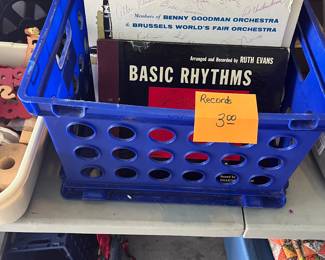 Members of BENNY GOODMAN ORCHESTRA
& BRUSSELS WORLD'S FAIR ORCHESTRA
Arranged and Recorded by RUTH EVANS
BASIC RHYTHMS
Records
3.00